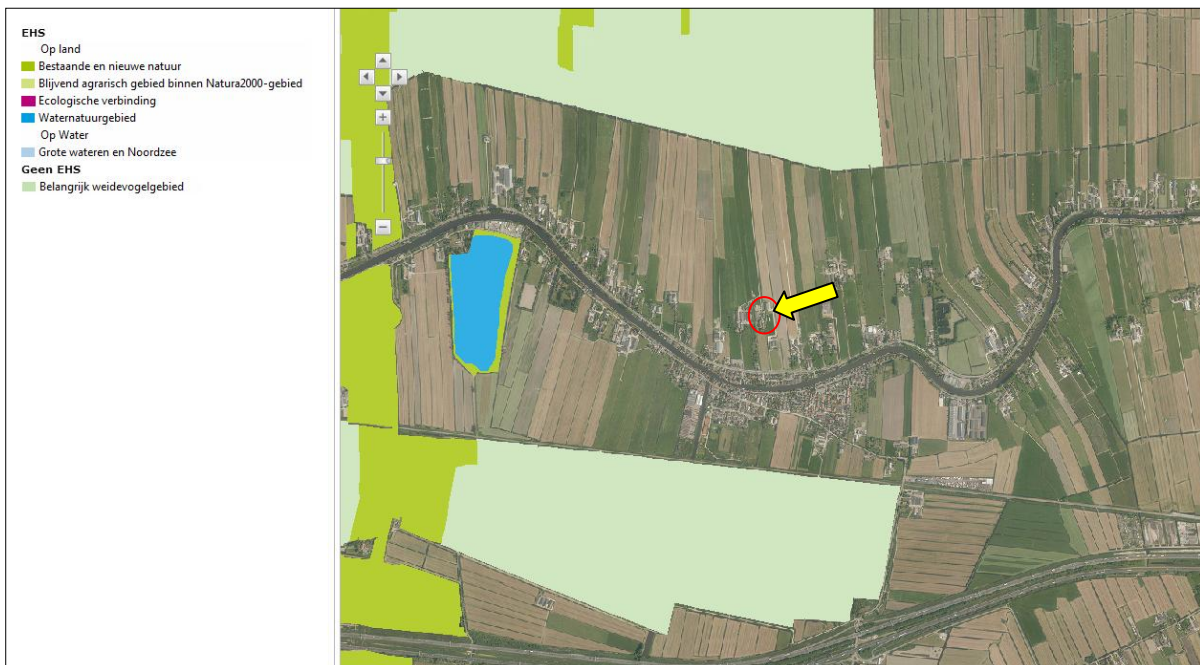 EHS
Op land
Bestaande en nieuwe natuur
Blijvend agrarisch gebied binnen Natura2000-gebied
Ecologische verbinding
Waternatuurgebied
Op Water
Grote wateren en Noordzee
Geen EHS
Belangrijk weidevogelgebied